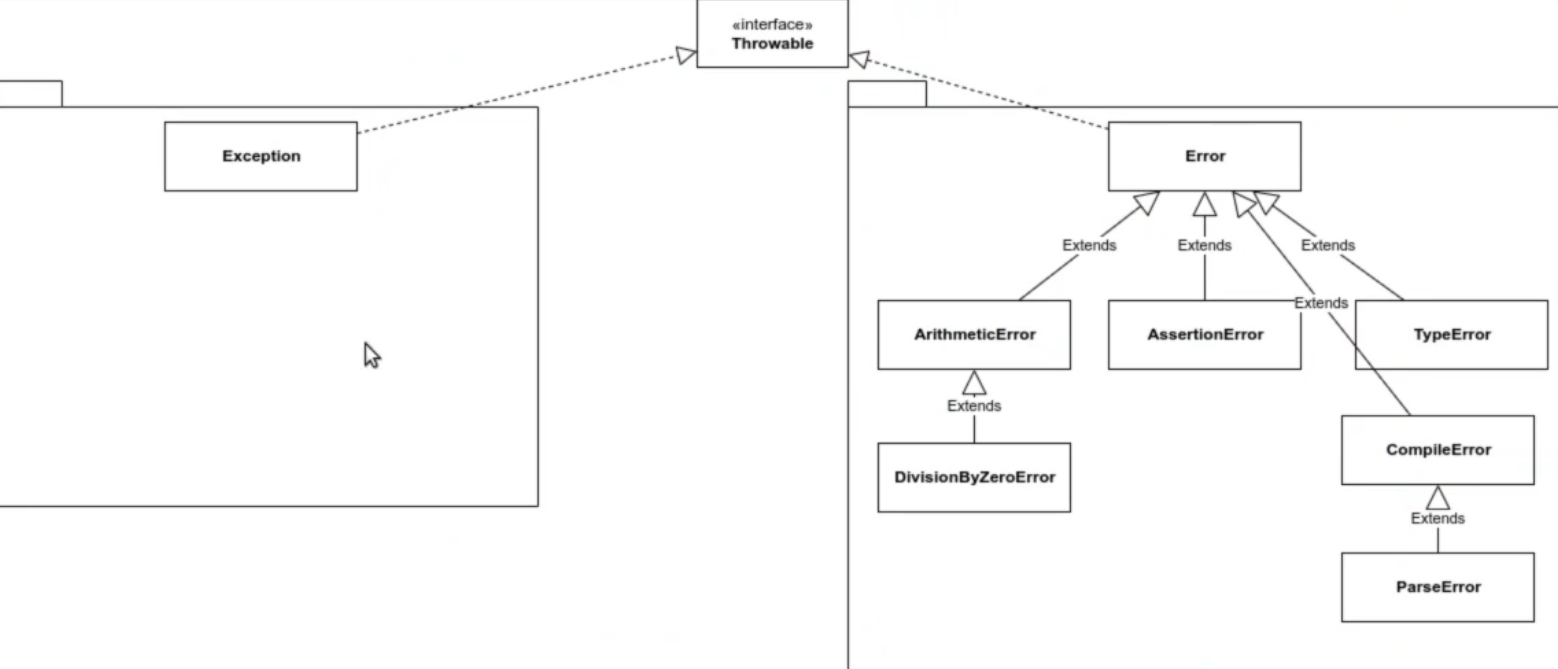 «interface»
Throwable
Exception
Error
Extends
Extends
Extends
Extends
ArithmeticError
AssertionError
TypeError
Extends
CompileError
DivisionByZeroError
Extends
ParseError